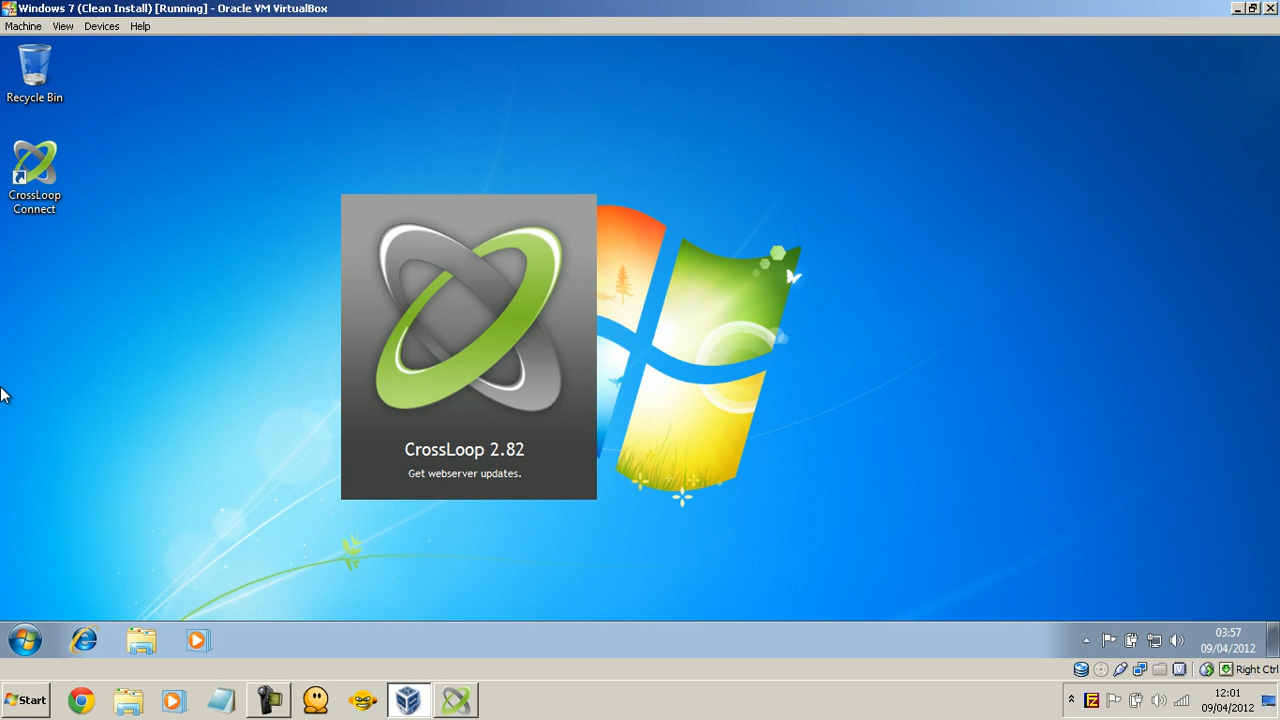 Windows 7 (Clean Install) [Running] - Oracle VM VirtualBox
Machine View Devices Help
Recycle Bin
CrossLoop
Connect
CrossLoop 2.82
Get webserver updates.
03:57
09/04/2012
Right Ctrl
Start
12:01
09/04/2012